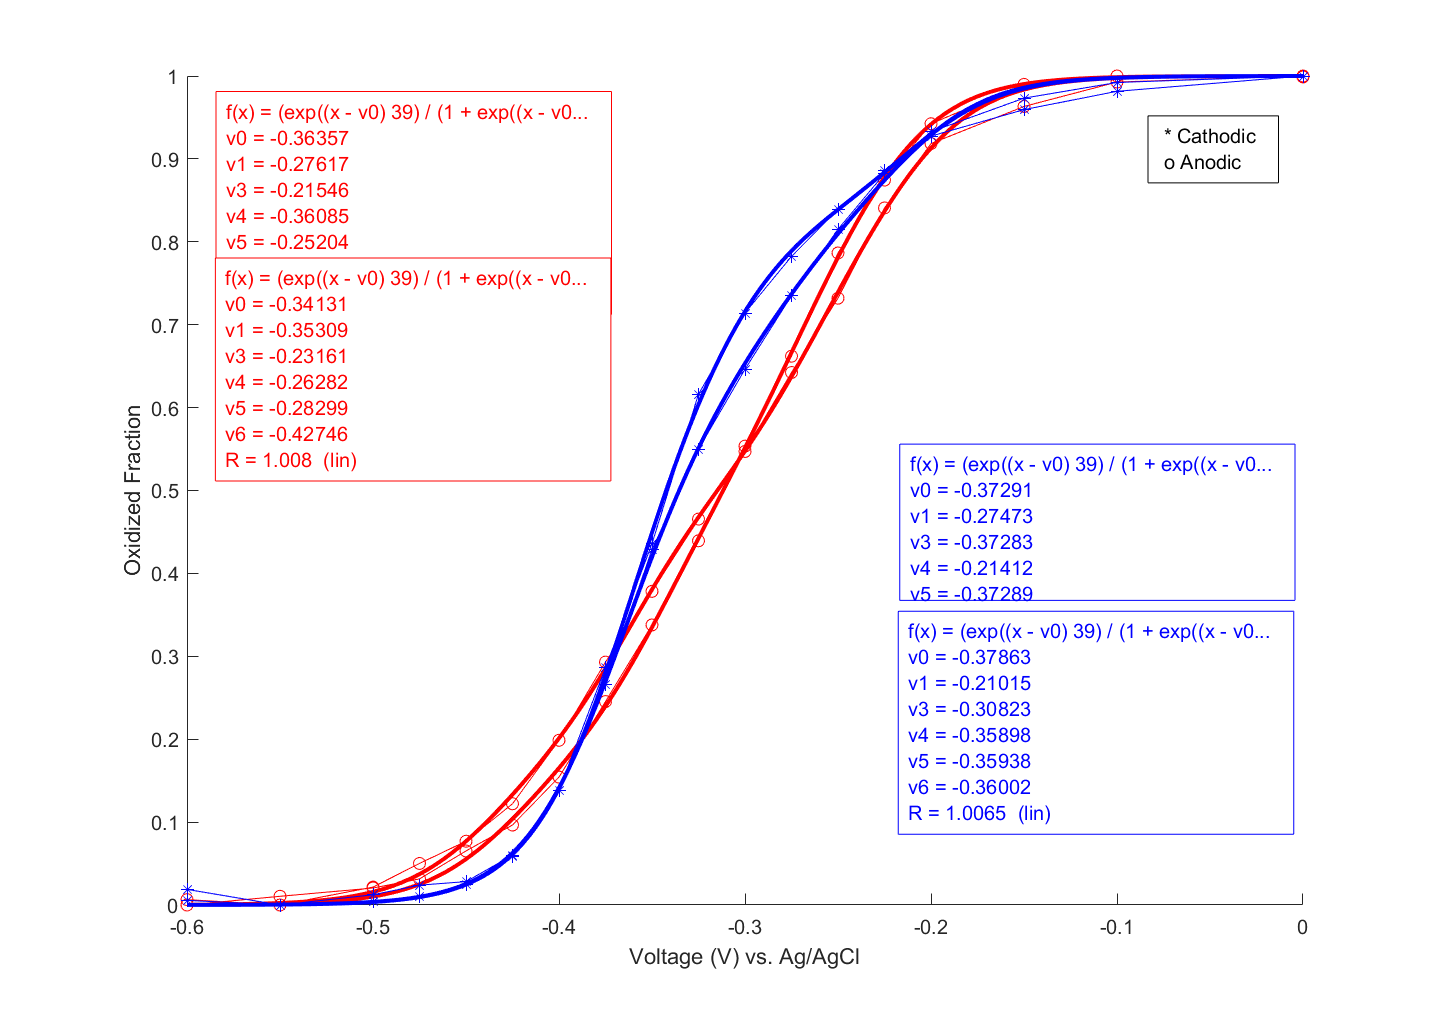 1
0.9
0.8
0.7
0.6
0.5
0.4
0.3
0.2
0.1
0
Oxidized Fraction
f(x) = (exp((x - v0) 39) / (1 + exp((x - v0...
v0 = -0.36357
v1 = -0.27617
v3 = -0.21546
v4 = -0.36085
v5 = -0.25204
f(x) = (exp((x - v0) 39) / (1 + exp((x - v0...
v0 = -0.34131
v1 = -0.35309
v3 = -0.23161
v4 = -0.26282
v5 = -0.28299
v6 = -0.42746
R = 1.008 (lin)
* Cathodic
o Anodic
f(x) = (exp((x - v0) 39) / (1 + exp((x - v0...
v0 = -0.37291
v1 = -0.27473
v3 = -0.37283
v4 = -0.21412
v5 = -0.37289
f(x) = (exp((x - v0) 39) / (1 + exp((x - v0...
v0 = -0.37863
v1 = -0.21015
v3 = -0.30823
v4 = -0.35898
v5 = -0.35938
v6 = -0.36002
R = 1.0065 (lin)
-0.6 -0.5 -0.4 -0.3 -0.2 -0.1 0
Voltage (V) vs. Ag/AgCl